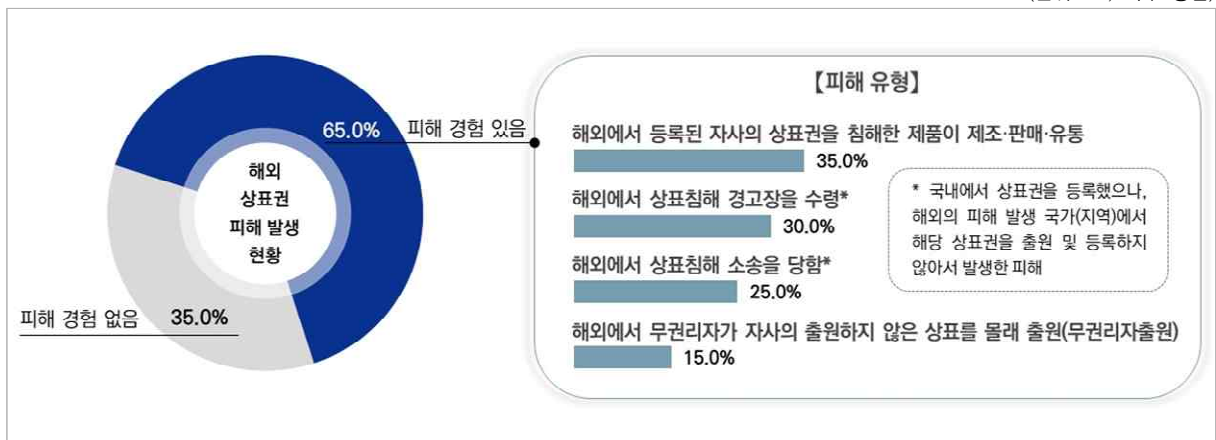 65.0% 피해 경험 있음
해외
상표권
피해 발생
현황
피해 경험 없음 35.0%
【피해 유형】
해외에서 등록된 자사의 상표권을 침해한 제품이 제조·판매·유통
35.0%
해외에서 상표침해 경고장을 수령*
30.0%
해외에서 상표침해 소송을 당함*
25.0%
해외에서 무권리자가 자사의 출원하지 않은 상표를 몰래 출원(무권리자출원)
15.0%
* 국내에서 상표권을 등록했으나,
해외의 피해 발생 국가(지역)에서
해당 상표권을 출원 및 등록하지
않아서 발생한 피해